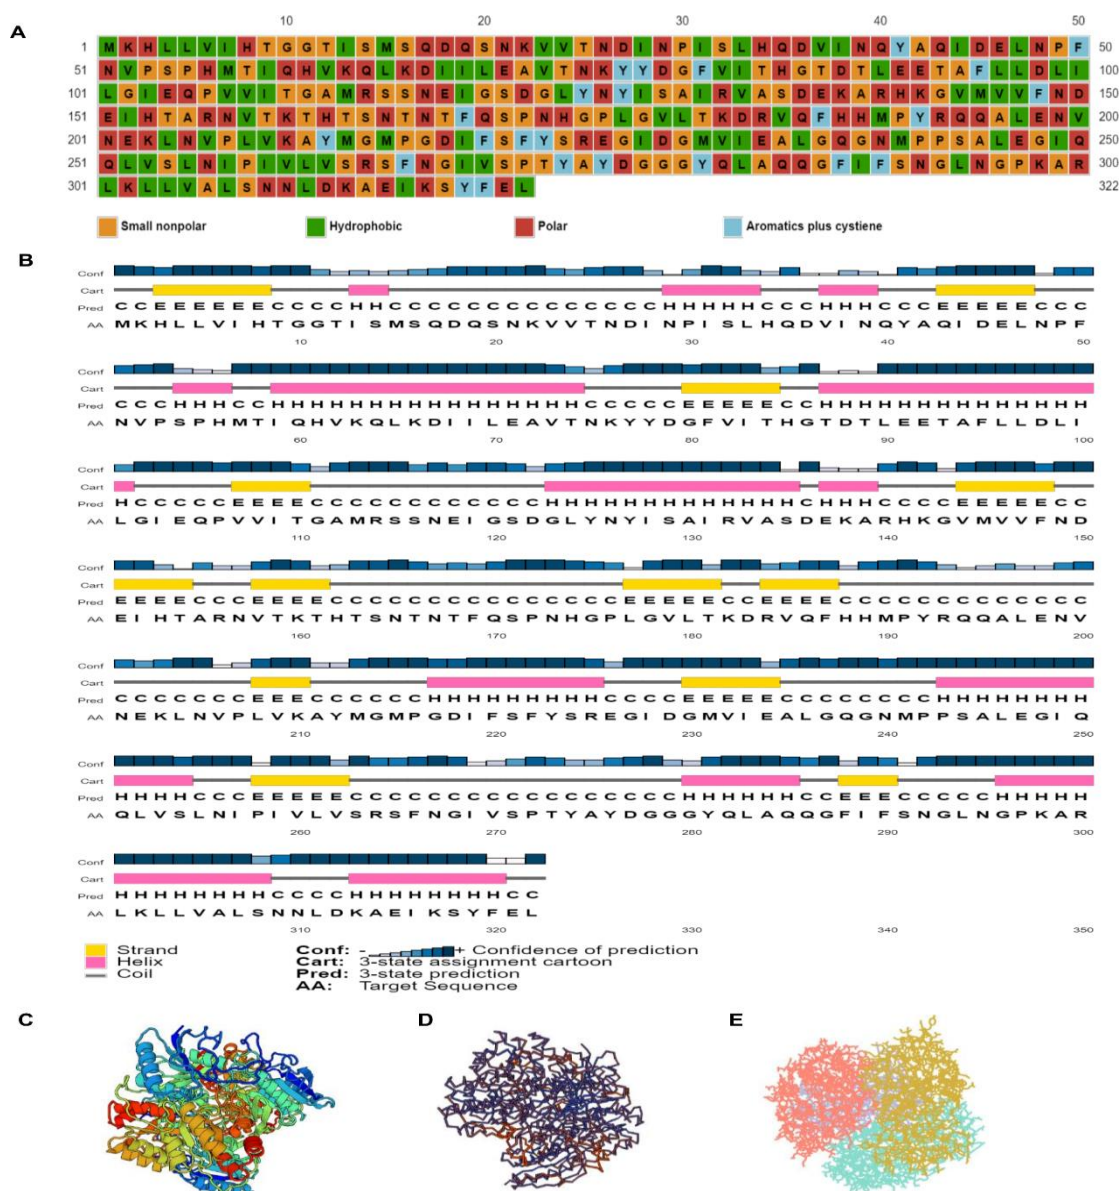 A
10 20 30 40 50
1 M K H L L V I H T G G T I S M S Q D Q S N K V V T N D I N P I S L H Q D V I N Q Y A Q I D E L N P F 50
51 N V P S P H M T I Q H V K Q L K D I I L E A V T N K Y Y D G F V I T H G T D T L E E T A F L L D L I 100
101 L G I E Q P V V I T G A M R S S N E I G S D G L Y N Y I S A I R V A S D E K A R H K G V M V V F N D 150
151 E I H T A R N V T K T H T S N T N T F Q S P N H G P L G V L T K D R V Q F H H M P Y R Q Q A L E N V 200
201 N E K L N V P L V K A Y M G M P G D I F S F Y S R E G I D G M V I E A L G Q G N M P P S A L E G I Q 250
251 Q L V S L N I P I V L V S R S F N G I V S P T Y A Y D G G G Y Q L A Q Q G F I F S N G L N G P K A R 300
301 L K L L V A L S N N L D K A E I K S Y F E L 322
Small nonpolar Hydrophobic Polar Aromatics plus cystiene
B
Conf
Cart
Pred C C E E E E E E C C C C H H C C C C C C C C C C C C C C H H H H H C C C H H H C C C E E E E E C C C
AA M K H L L V I H T G G T I S M S Q D Q S N K V V T N D I N P I S L H Q D V I N Q Y A Q I D E L N P F
10 20 30 40 50
Conf
Cart
Pred C C C H H H C C H H H H H H H H H H H H H H H H C C C C C E E E E E C C H H H H H H H H H H H H H H
AA N V P S P H M T I Q H V K Q L K D I I L E A V T N K Y Y D G F V I T H G T D T L E E T A F L L D L I
60 70 80 90 100
Conf
Cart
Pred H C C C C C E E E E C C C C C C C C C C C C H H H H H H H H H H H H H C H H H C C C C E E E E E C C
AA L G I E Q P V V I T G A M R S S N E I G S D G L Y N Y I S A I R V A S D E K A R H K G V M V V F N D
110 120 130 140 150
Conf
Cart
Pred E E E E C C C E E E E C C C C C C C C C C C C C C C E E E E E C C E E E E C C C C C C C C C C C C C
AA E I H T A R N V T K T H T S N T N T F Q S P N H G P L G V L T K D R V Q F H H M P Y R Q Q A L E N V
160 170 180 190 200
Conf
Cart
Pred C C C C C C C E E E C C C C C C H H H H H H H H H C C C C E E E E E C C C C C C C C H H H H H H H H
AA N E K L N V P L V K A Y M G M P G D I F S F Y S R E G I D G M V I E A L G Q G N M P P S A L E G I Q
210 220 230 240 250
Conf
Cart
Pred H H H H C C C E E E E E C C C C C C C C C C C C C C C C C H H H H H H C C E E E C C C C C H H H H H
AA Q L V S L N I P I V L V S R S F N G I V S P T Y A Y D G G G Y Q L A Q Q G F I F S N G L N G P K A R
260 270 280 290 300
Conf
Cart
Pred H H H H H H H H C C C C H H H H H H H H C C
AA L K L L V A L S N N L D K A E I K S Y F E L
310 320 330 340 350
Strand Conf: - + Confidence of prediction
Helix Cart: 3-state assignment cartoon
Coil Pred: 3-state prediction
AA: Target Sequence
C D E